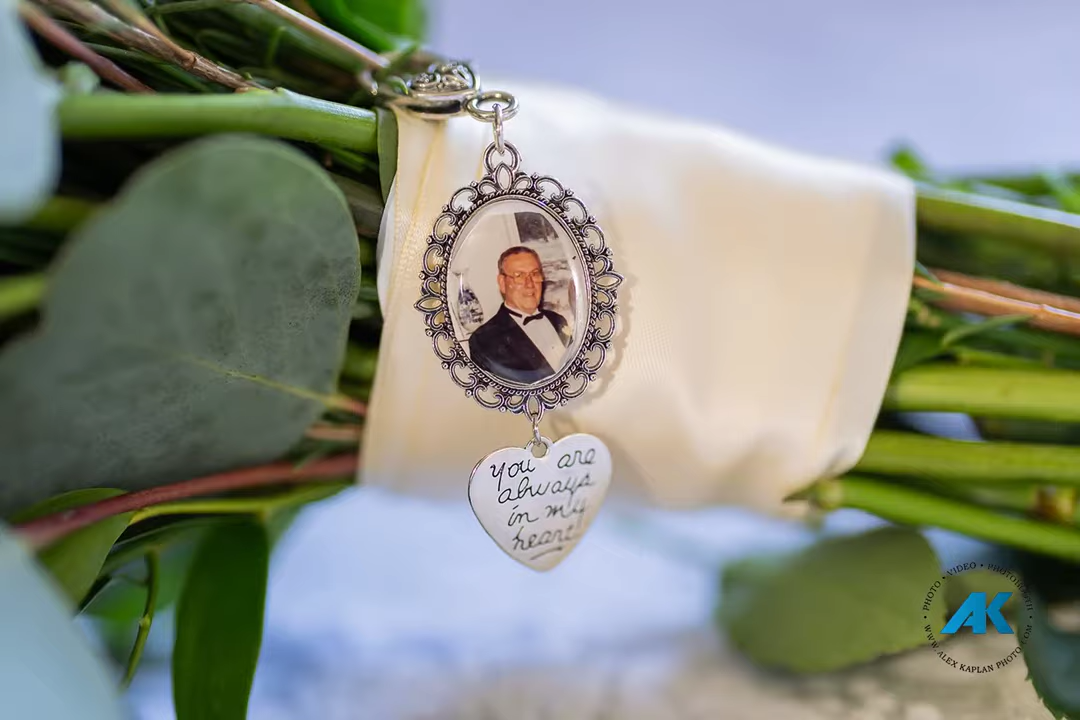 you are
always
in my
heart
PHOTO • VIDEO • PHOTOBOOTH
AK
WWW.ALEX KAPLAN PHOTO.COM